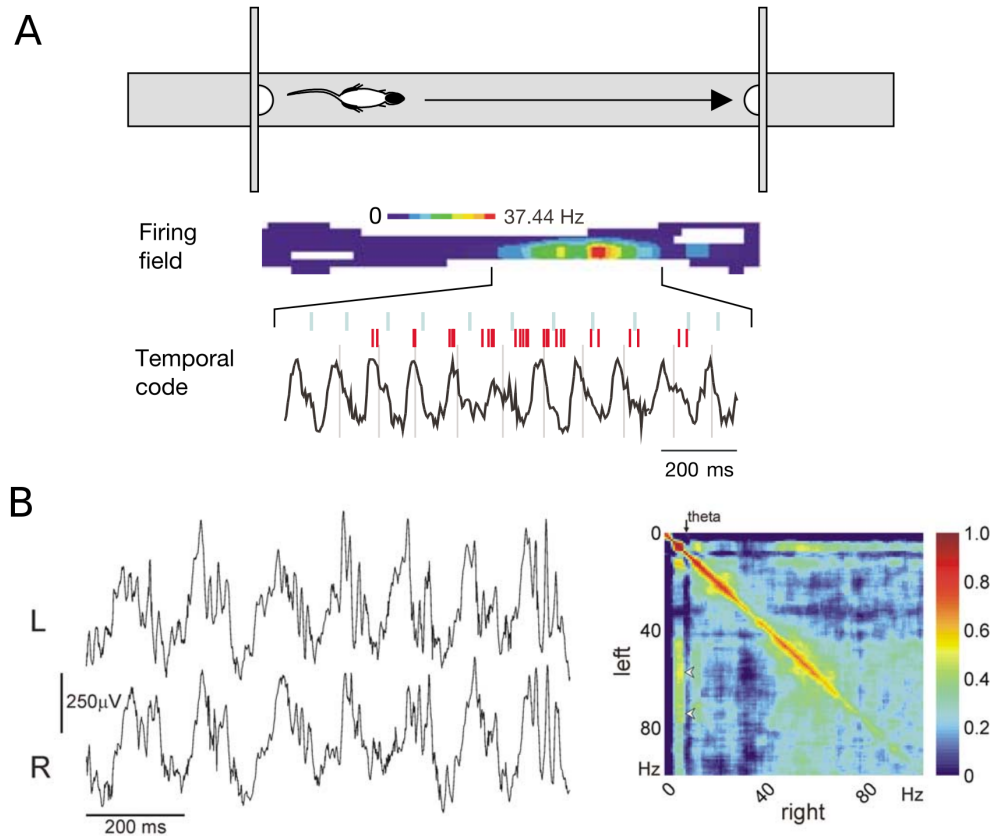 A
0 37.44 Hz
Firing
field
Temporal
code
200 ms
B
L
250μV
R
200 ms
theta
0
40
80
Hz
left
0 40 80 Hz
right
1.0
0.8
0.6
0.4
0.2
0